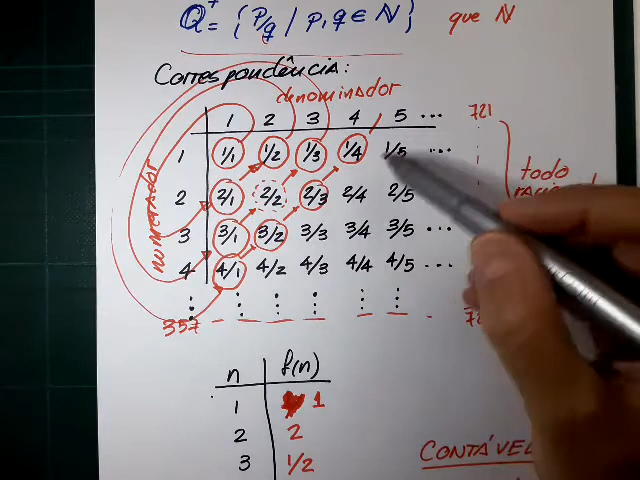 Q⁺ = { p/q / p, q ∈ ℕ } que ℕ
Correspondência:
denominador
1 2 3 4 5 ... 721
numerador
1 1/1 1/2 1/3 1/4 1/5 ...
todo
2 2/1 2/2 2/3 2/4 2/5
3 3/1 3/2 3/3 3/4 3/5 ...
4 4/1 4/2 4/3 4/4 4/5 ...
357
n f(n)
1 1
2 2
3 1/2
CONTÁVEL